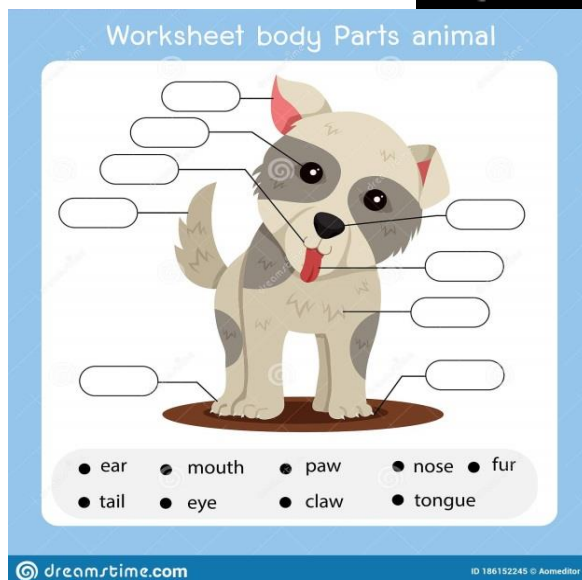 Worksheet body Parts animal
ear mouth paw nose fur
tail eye claw tongue
dreamstime.com
ID 186152245 © Aomeditor